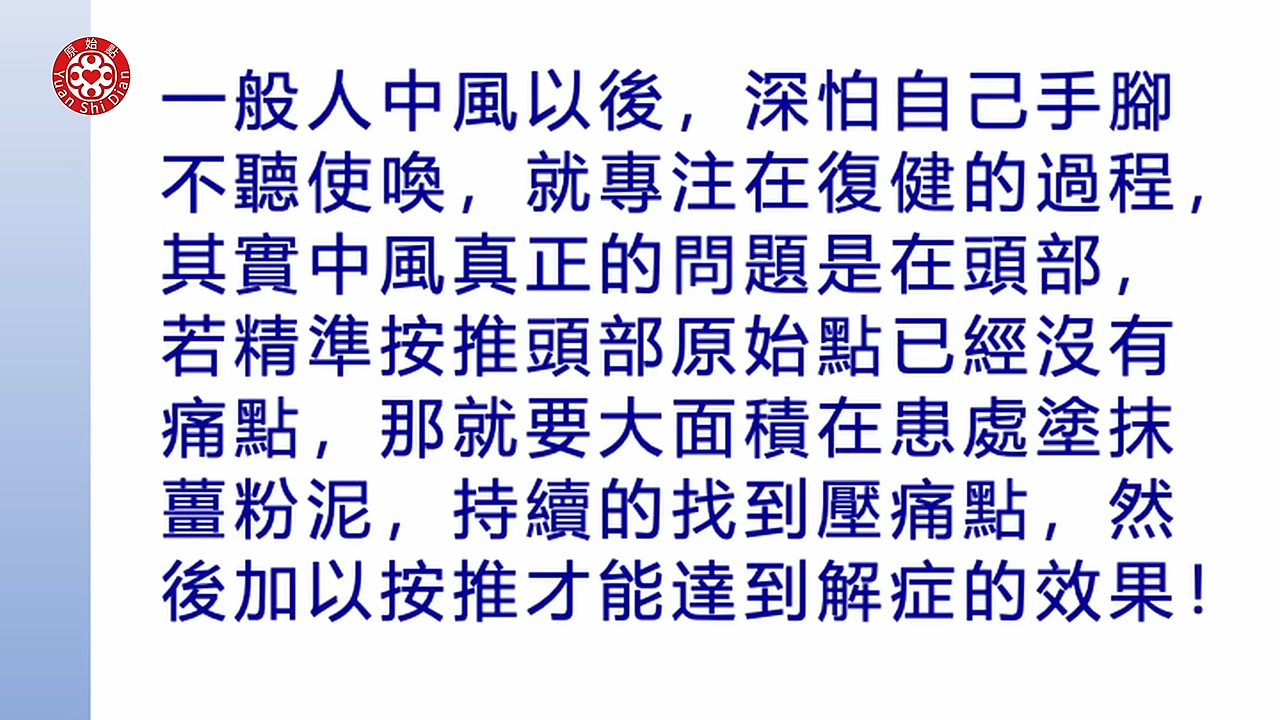 原始點
Yuan Shi Dian
一般人中風以後，深怕自己手腳
不聽使喚，就專注在復健的過程，
其實中風真正的問題是在頭部，
若精準按推頭部原始點已經沒有
痛點，那就要大面積在患處塗抹
薑粉泥，持續的找到壓痛點，然
後加以按推才能達到解症的效果！